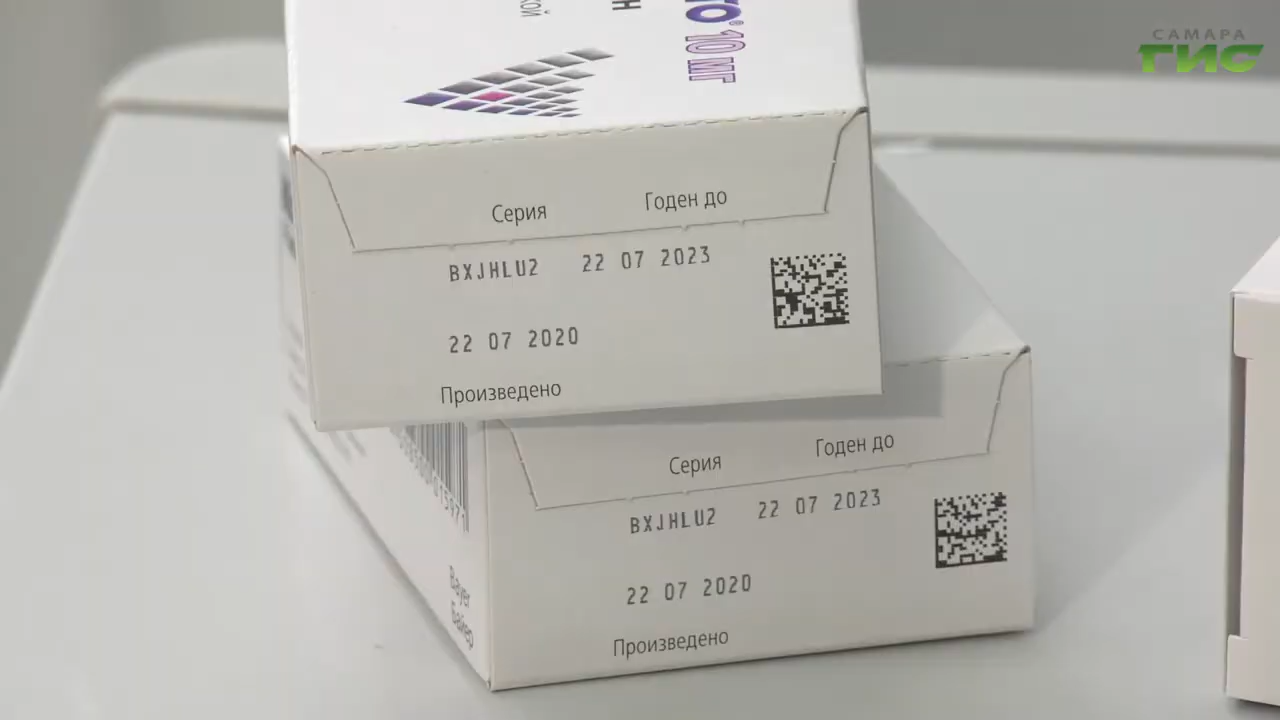 САМАРА
ГИС
10 МГ
Серия Годен до
BXJHLU2 22 07 2023
22 07 2020
Произведено
Серия Годен до
BXJHLU2 22 07 2023
22 07 2020
Произведено
Bayer
Байер